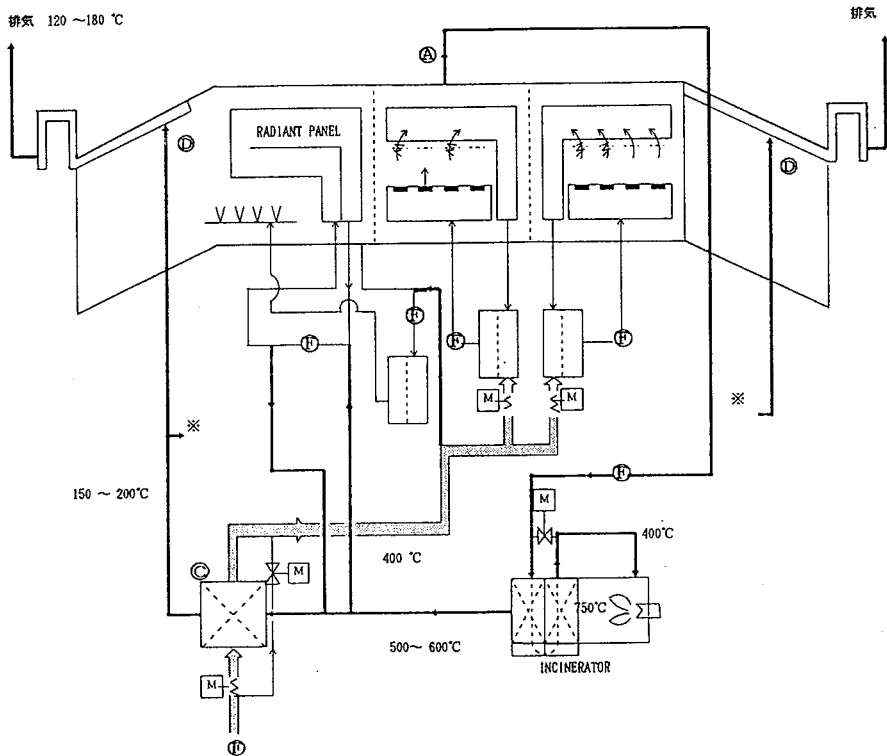 排気 120 ～180 ℃
排気
Ⓐ
RADIANT PANEL
Ⓓ
Ⓓ
Ⓕ
Ⓕ
Ⓕ
Ⓕ
M
M
※
※
Ⓕ
150 ～ 200℃
M
400 ℃
400℃
Ⓒ
M
750℃
500～ 600℃
INCINERATOR
M
Ⓕ